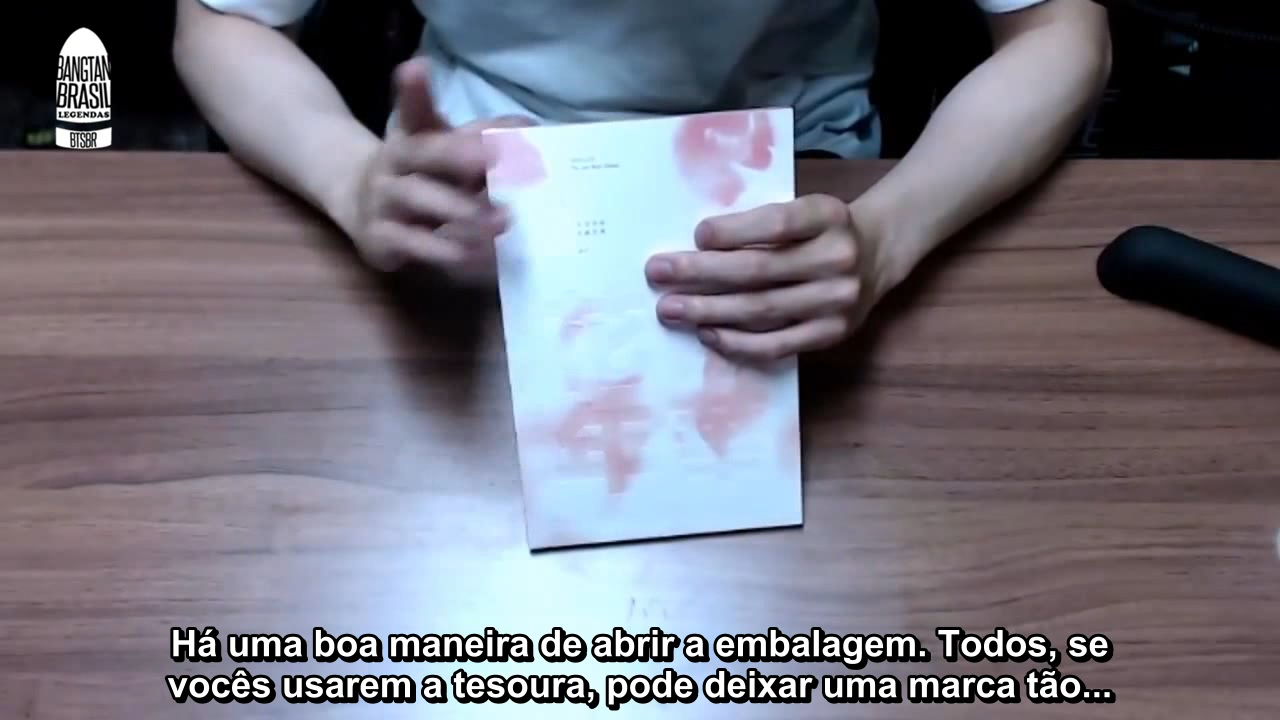 BANGTAN
BRASIL
LEGENDAS
BTSBR
Há uma boa maneira de abrir a embalagem. Todos, se
vocês usarem a tesoura, pode deixar uma marca tão...